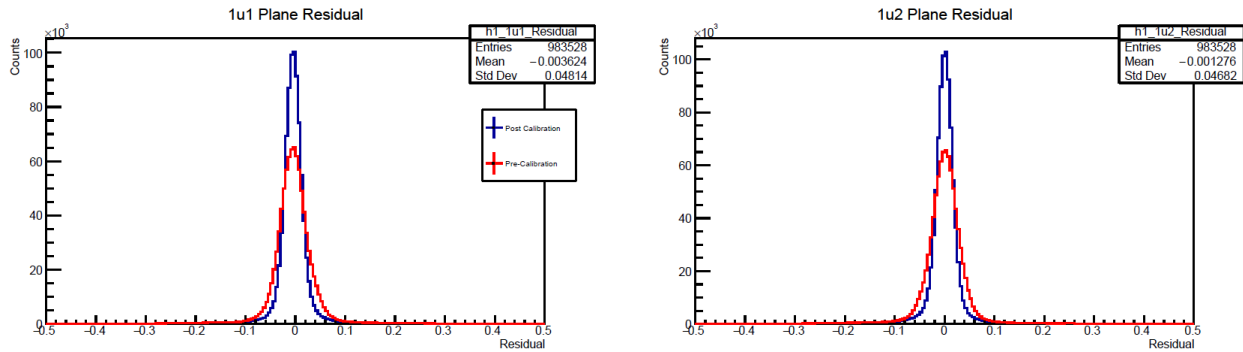 1u1 Plane Residual
×10³
Counts
h1_1u1_Residual
Entries 983528
Mean −0.003624
Std Dev 0.04814
Post Calibration
Pre-Calibration
100
80
60
40
20
0
−0.5 −0.4 −0.3 −0.2 −0.1 0 0.1 0.2 0.3 0.4 0.5
Residual
1u2 Plane Residual
×10³
Counts
h1_1u2_Residual
Entries 983528
Mean −0.001276
Std Dev 0.04682
100
80
60
40
20
0
−0.5 −0.4 −0.3 −0.2 −0.1 0 0.1 0.2 0.3 0.4 0.5
Residual